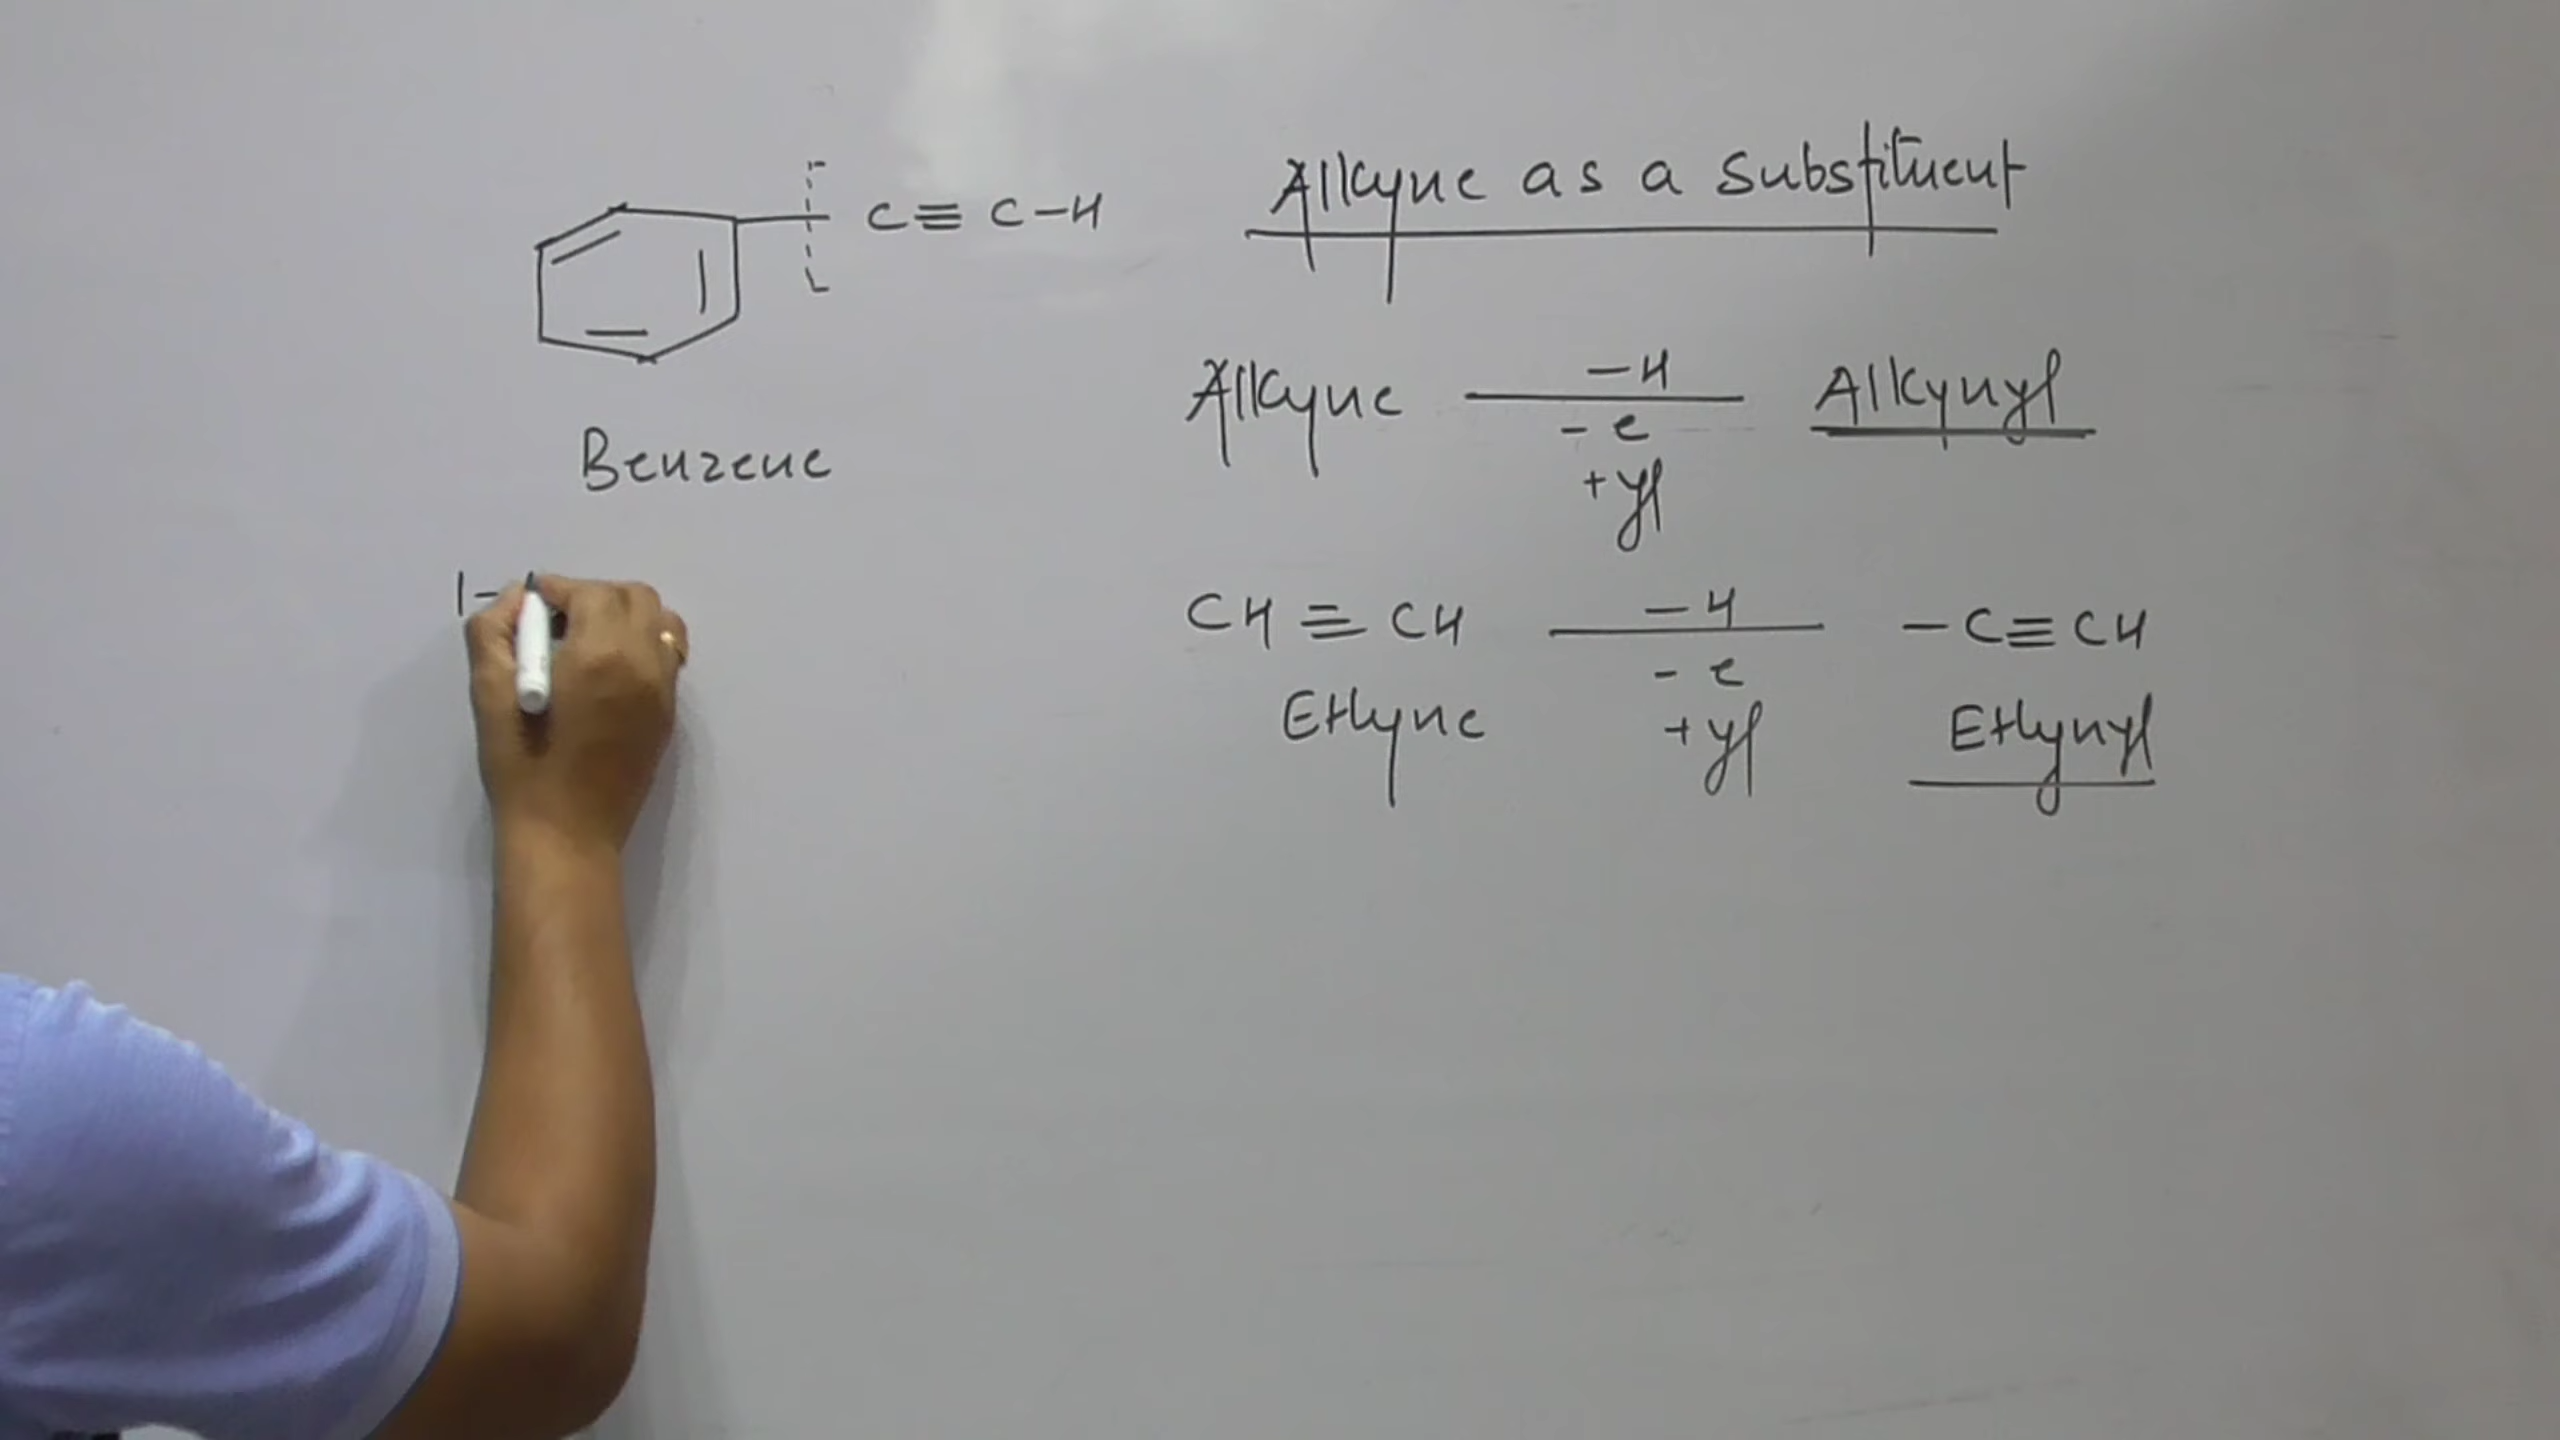 C≡C-H
Benzene
1-
Alkyne as a Substituent
Alkyne -H Alkynyl
-e
+yl
CH≡CH -H -C≡CH
-e
Ethyne +yl Ethynyl